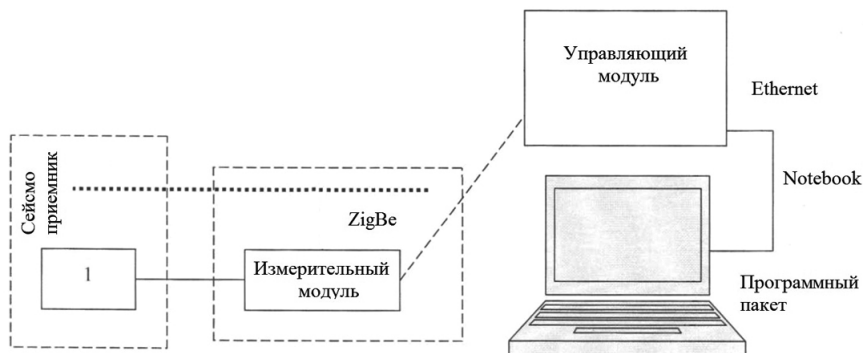 Управляющий
модуль
Ethernet
Notebook
Сейсмо
приемник
ZigBe
1
Измерительный
модуль
Программный
пакет